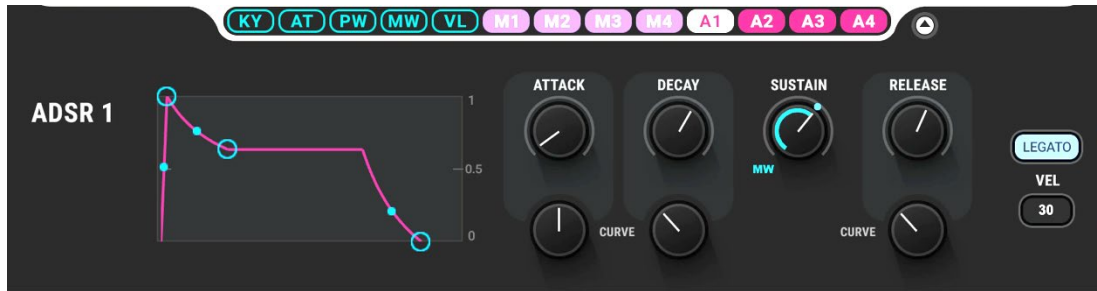 KY AT PW MW VL M1 M2 M3 M4 A1 A2 A3 A4
ADSR 1
1
0.5
0
ATTACK DECAY SUSTAIN RELEASE
MW
CURVE CURVE
LEGATO
VEL
30